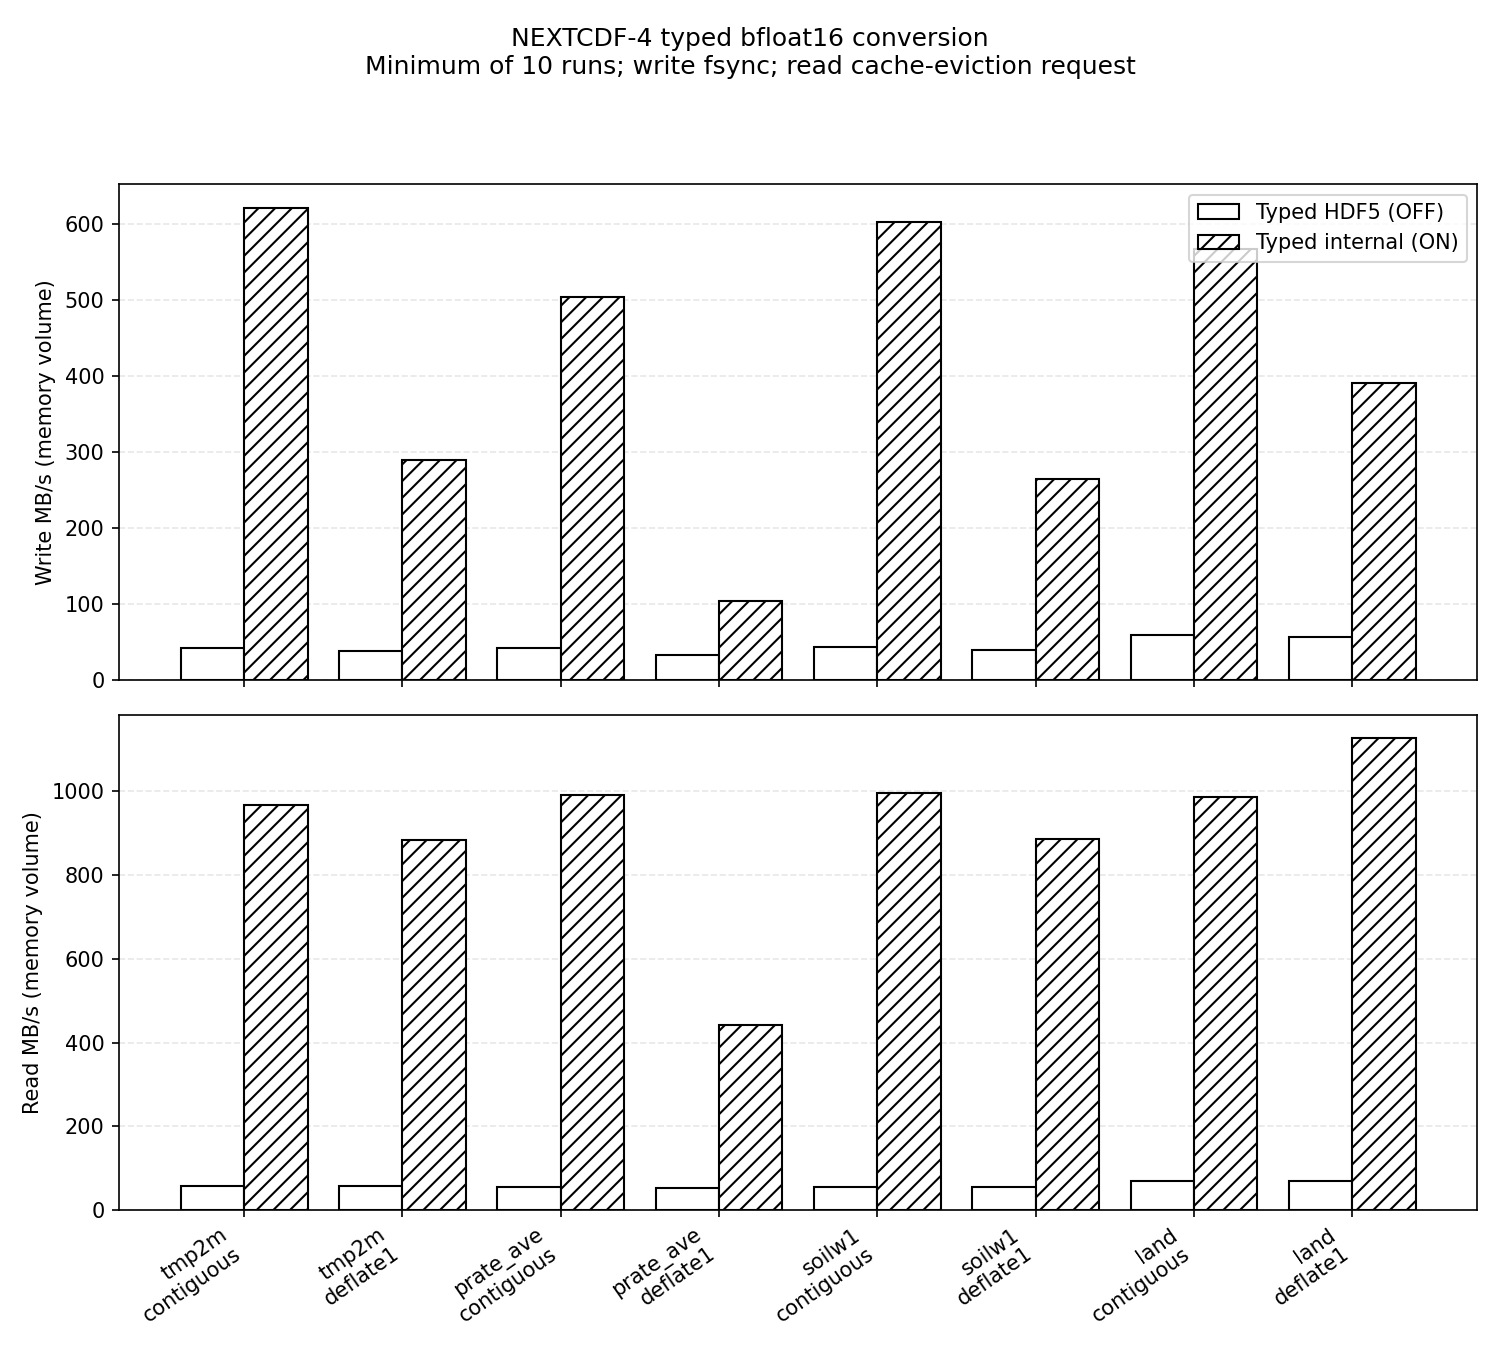 NEXTCDF-4 typed bfloat16 conversion
Minimum of 10 runs; write fsync; read cache-eviction request
Write MB/s (memory volume)
600
500
400
300
200
100
0
Typed HDF5 (OFF)
Typed internal (ON)
Read MB/s (memory volume)
1000
800
600
400
200
0
tmp2m
contiguous
tmp2m
deflate1
prate_ave
contiguous
prate_ave
deflate1
soilw1
contiguous
soilw1
deflate1
land
contiguous
land
deflate1